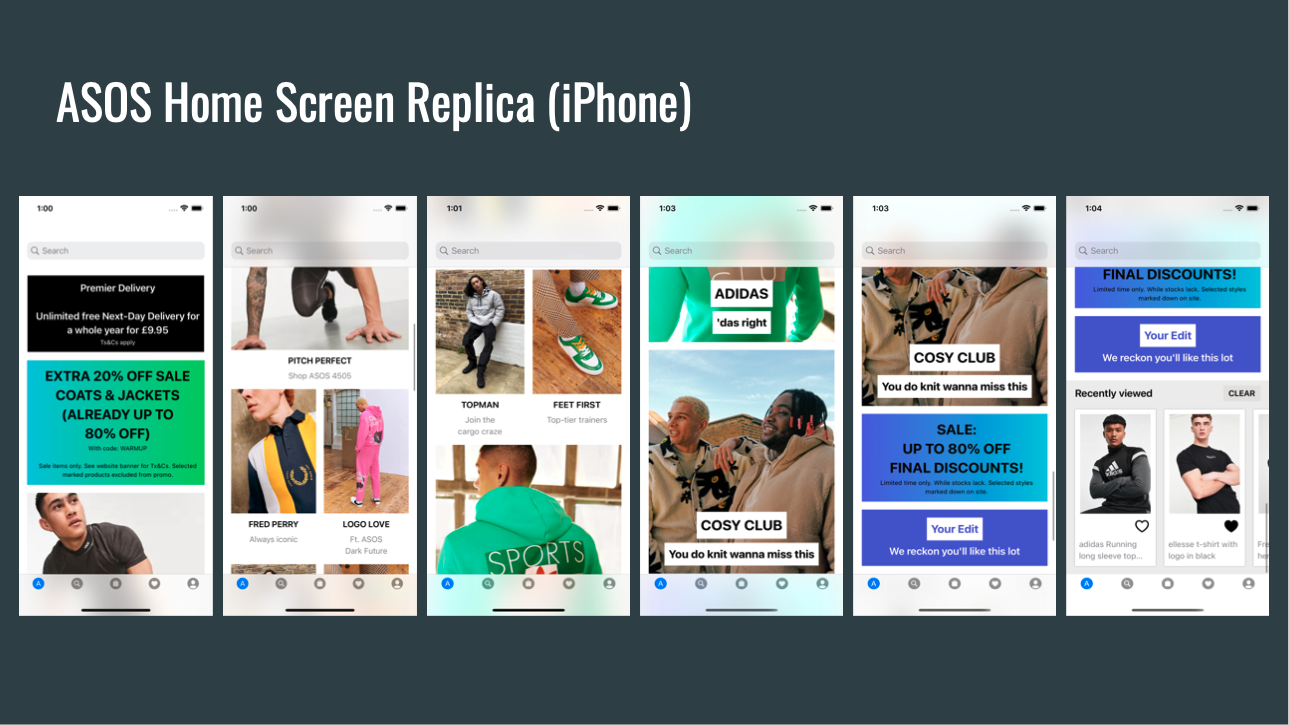 ASOS Home Screen Replica (iPhone)
1:00
Search
Premier Delivery
Unlimited free Next-Day Delivery for
a whole year for £9.95
Ts&Cs apply
EXTRA 20% OFF SALE
COATS & JACKETS
(ALREADY UP TO
80% OFF)
With code: WARMUP
Sale items only. See website banner for Tx&Cs. Selected
marked products excluded from promo.
A
1:00
Search
PITCH PERFECT
Shop ASOS 4505
FRED PERRY
Always iconic
LOGO LOVE
Ft. ASOS
Dark Future
A
1:01
Search
TOPMAN
Join the
cargo craze
FEET FIRST
Top-tier trainers
SPORTS
A
1:03
Search
ADIDAS
'das right
COSY CLUB
You do knit wanna miss this
A
1:03
Search
COSY CLUB
You do knit wanna miss this
SALE:
UP TO 80% OFF
FINAL DISCOUNTS!
Limited time only. While stocks lack. Selected styles
marked down on site.
Your Edit
We reckon you'll like this lot
A
1:04
Search
FINAL DISCOUNTS!
Limited time only. While stocks lack. Selected styles
marked down on site.
Your Edit
We reckon you'll like this lot
Recently viewed
CLEAR
adidas
adidas Running
long sleeve top...
ellesse t-shirt with
logo in black
Fre
her
A